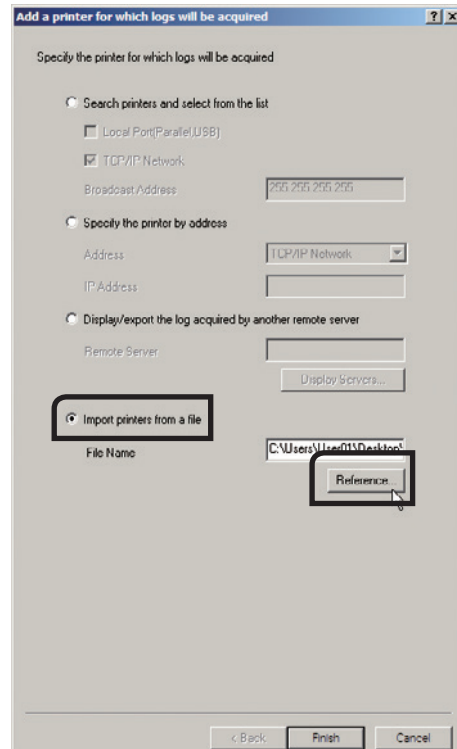 Add a printer for which logs will be acquired
Specify the printer for which logs will be acquired
Search printers and select from the list
Local Port(Parallel,USB)
TCP/IP Network
Broadcast Address 255.255.255.255
Specify the printer by address
Address TCP/IP Network
IP Address
Display/export the log acquired by another remote server
Remote Server
Display Servers...
Import printers from a file
File Name C:\Users\User01\Desktop\
Reference...
< Back Finish Cancel